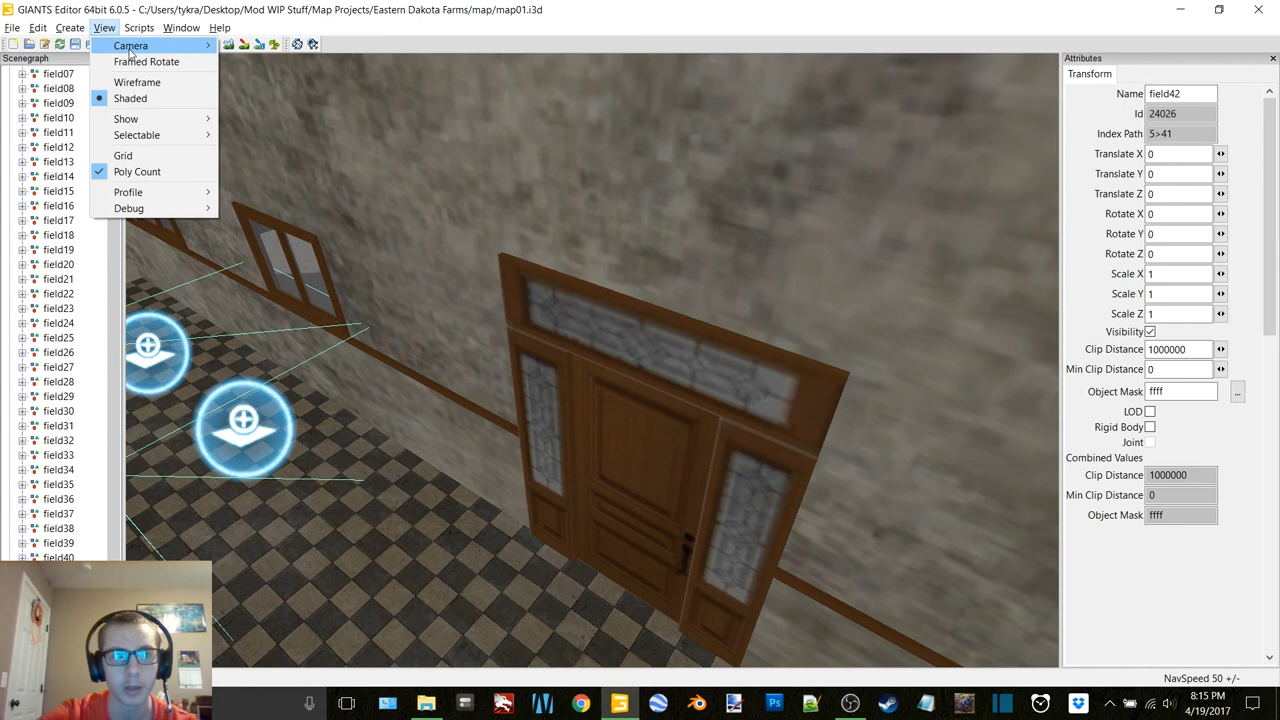 GIANTS Editor 64bit 6.0.5 - C:/Users/tykra/Desktop/Mod WIP Stuff/Map Projects/Eastern Dakota Farms/map/map01.i3d
File Edit Create View Scripts Window Help
Scenegraph
field07
field08
field09
field10
field11
field12
field13
field14
field15
field16
field17
field18
field19
field20
field21
field22
field23
field24
field25
field26
field27
field28
field29
field30
field31
field32
field33
field34
field35
field36
field37
field38
field39
field40
Camera
Framed Rotate
Wireframe
Shaded
Show
Selectable
Grid
Poly Count
Profile
Debug
Attributes
Transform
Name field42
Id 24026
Index Path 5>41
Translate X 0
Translate Y 0
Translate Z 0
Rotate X 0
Rotate Y 0
Rotate Z 0
Scale X 1
Scale Y 1
Scale Z 1
Visibility
Clip Distance 1000000
Min Clip Distance 0
Object Mask ffff ...
LOD
Rigid Body
Joint
Combined Values
Clip Distance 1000000
Min Clip Distance 0
Object Mask ffff
NavSpeed 50 +/-
8:15 PM
4/19/2017